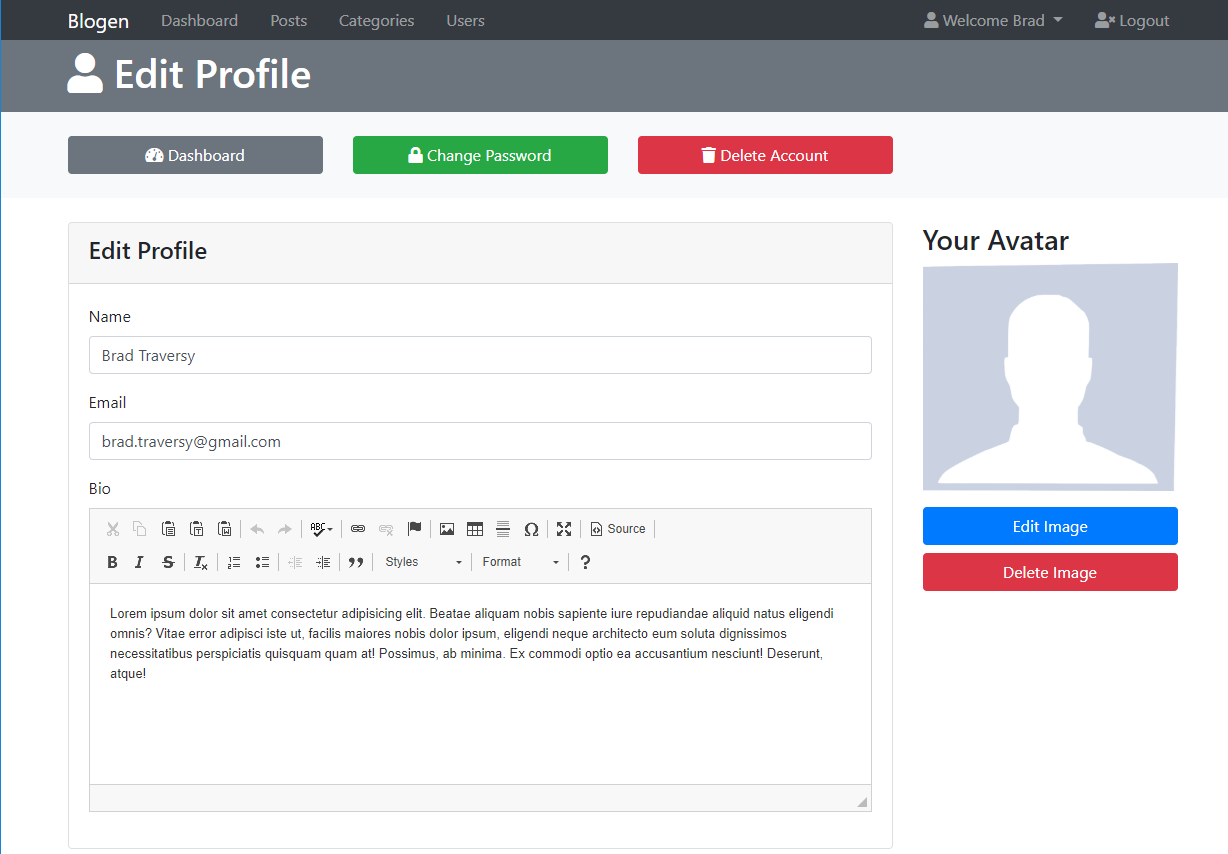 Blogen Dashboard Posts Categories Users Welcome Brad Logout
Edit Profile
Dashboard Change Password Delete Account
Edit Profile
Name
Brad Traversy
Email
brad.traversy@gmail.com
Bio
ABC Source
B I S Tx Styles Format ?
Lorem ipsum dolor sit amet consectetur adipisicing elit. Beatae aliquam nobis sapiente iure repudiandae aliquid natus eligendi
omnis? Vitae error adipisci iste ut, facilis maiores nobis dolor ipsum, eligendi neque architecto eum soluta dignissimos
necessitatibus perspiciatis quisquam quam at! Possimus, ab minima. Ex commodi optio ea accusantium nesciunt! Deserunt,
atque!
Your Avatar
Edit Image
Delete Image